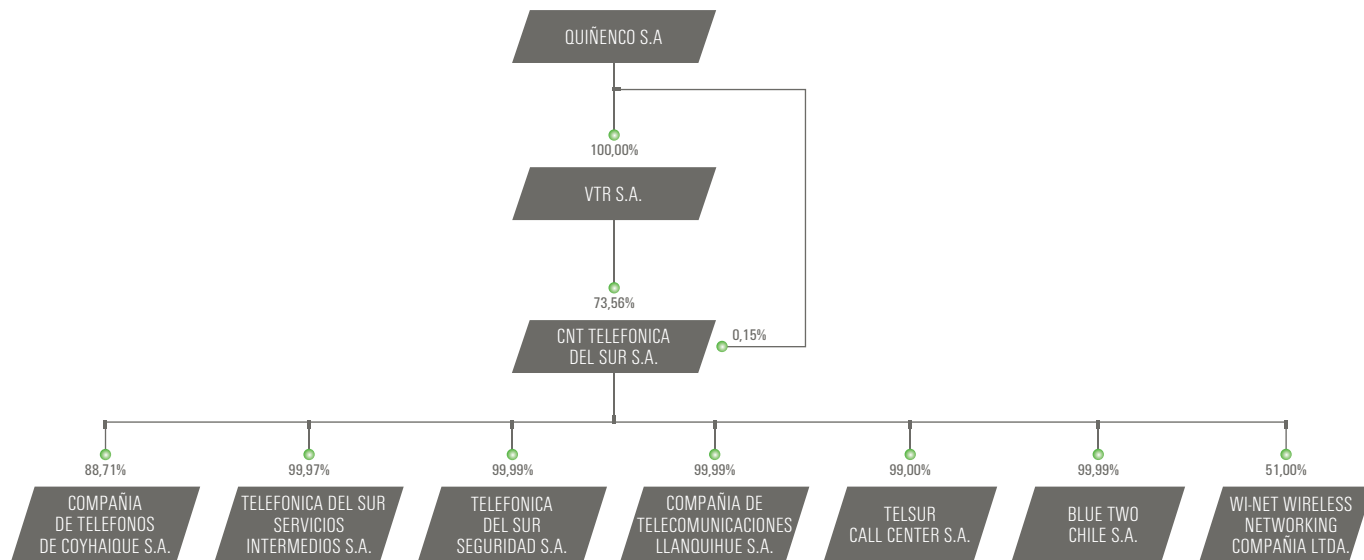 QUIÑENCO S.A
100,00%
VTR S.A.
73,56%
CNT TELEFONICA
DEL SUR S.A.
0,15%
88,71%
99,97%
99,99%
99,99%
99,00%
99,99%
51,00%
COMPAÑIA
DE TELEFONOS
DE COYHAIQUE S.A.
TELEFONICA DEL SUR
SERVICIOS
INTERMEDIOS S.A.
TELEFONICA
DEL SUR
SEGURIDAD S.A.
COMPAÑIA DE
TELECOMUNICACIONES
LLANQUIHUE S.A.
TELSUR
CALL CENTER S.A.
BLUE TWO
CHILE S.A.
WI-NET WIRELESS
NETWORKING
COMPAÑIA LTDA.